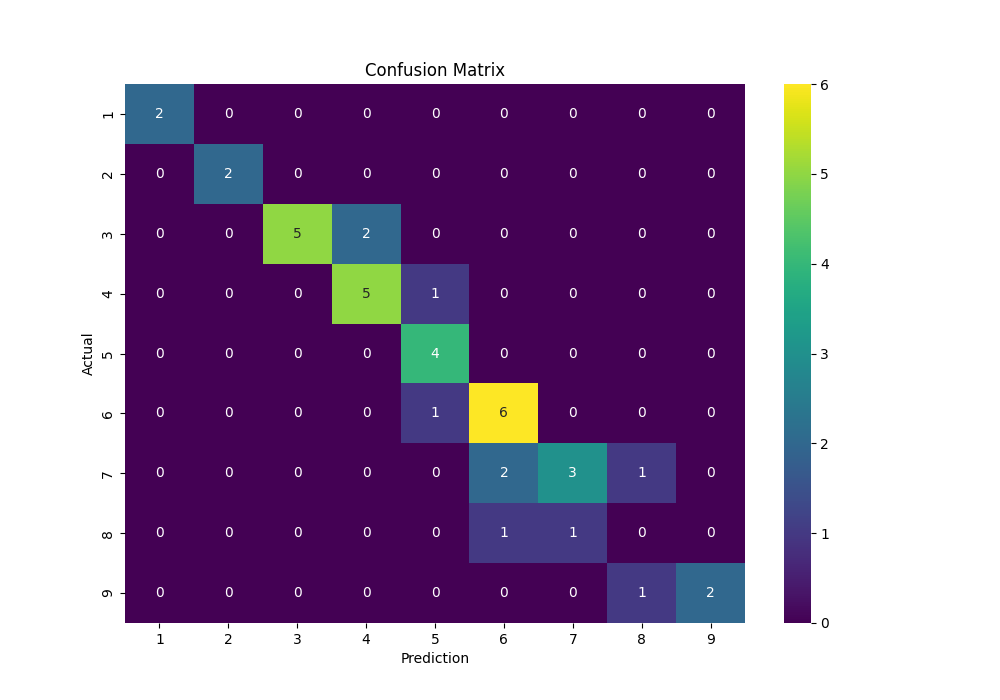 Confusion Matrix
1 2 0 0 0 0 0 0 0 0
2 0 2 0 0 0 0 0 0 0
3 0 0 5 2 0 0 0 0 0
4 0 0 0 5 1 0 0 0 0
5 0 0 0 0 4 0 0 0 0
6 0 0 0 0 1 6 0 0 0
7 0 0 0 0 0 2 3 1 0
8 0 0 0 0 0 1 1 0 0
9 0 0 0 0 0 0 0 1 2
Actual
1 2 3 4 5 6 7 8 9
Prediction
6
5
4
3
2
1
0